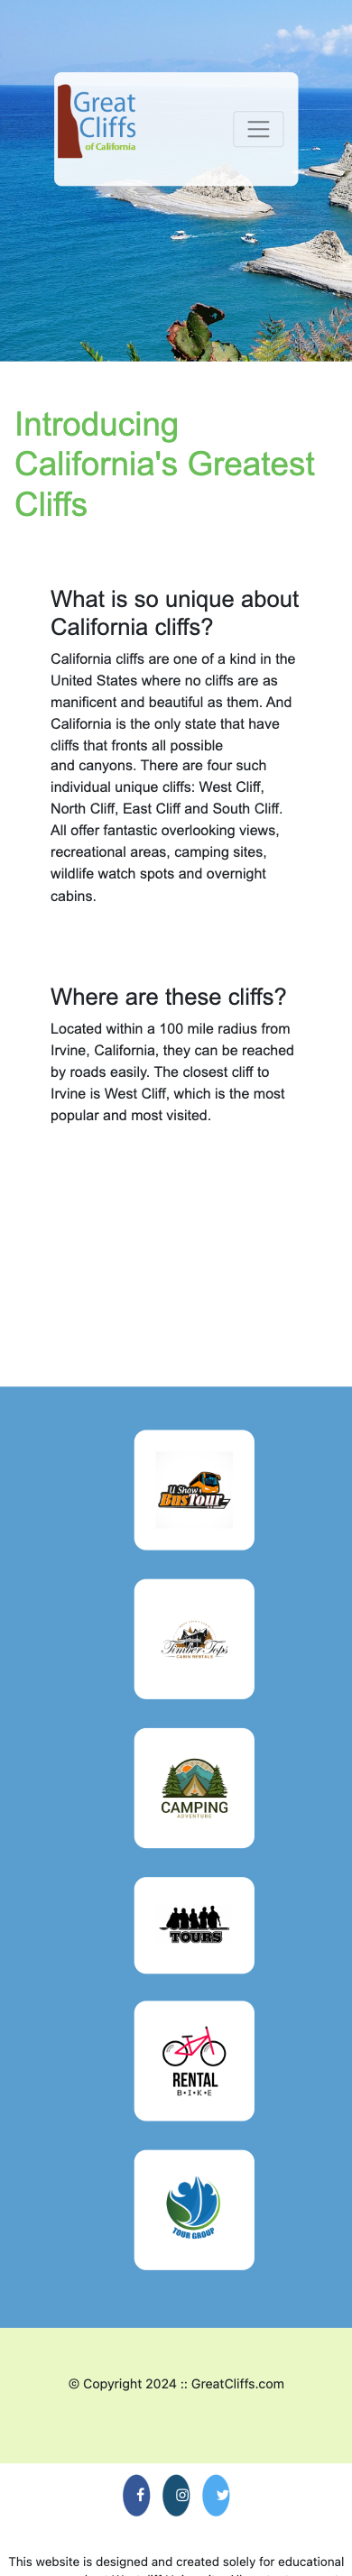 Great
Cliffs
of California
Introducing
California's Greatest
Cliffs
What is so unique about
California cliffs?
California cliffs are one of a kind in the
United States where no cliffs are as
manificent and beautiful as them. And
California is the only state that have
cliffs that fronts all possible
and canyons. There are four such
individual unique cliffs: West Cliff,
North Cliff, East Cliff and South Cliff.
All offer fantastic overlooking views,
recreational areas, camping sites,
wildlife watch spots and overnight
cabins.
Where are these cliffs?
Located within a 100 mile radius from
Irvine, California, they can be reached
by roads easily. The closest cliff to
Irvine is West Cliff, which is the most
popular and most visited.
U Show
Bus Tour
Timber Tops
CABIN RENTALS
CAMPING
ADVENTURE
TOURS
RENTAL
B•I•K•E
TOUR GROUP
© Copyright 2024 :: GreatCliffs.com
This website is designed and created solely for educational